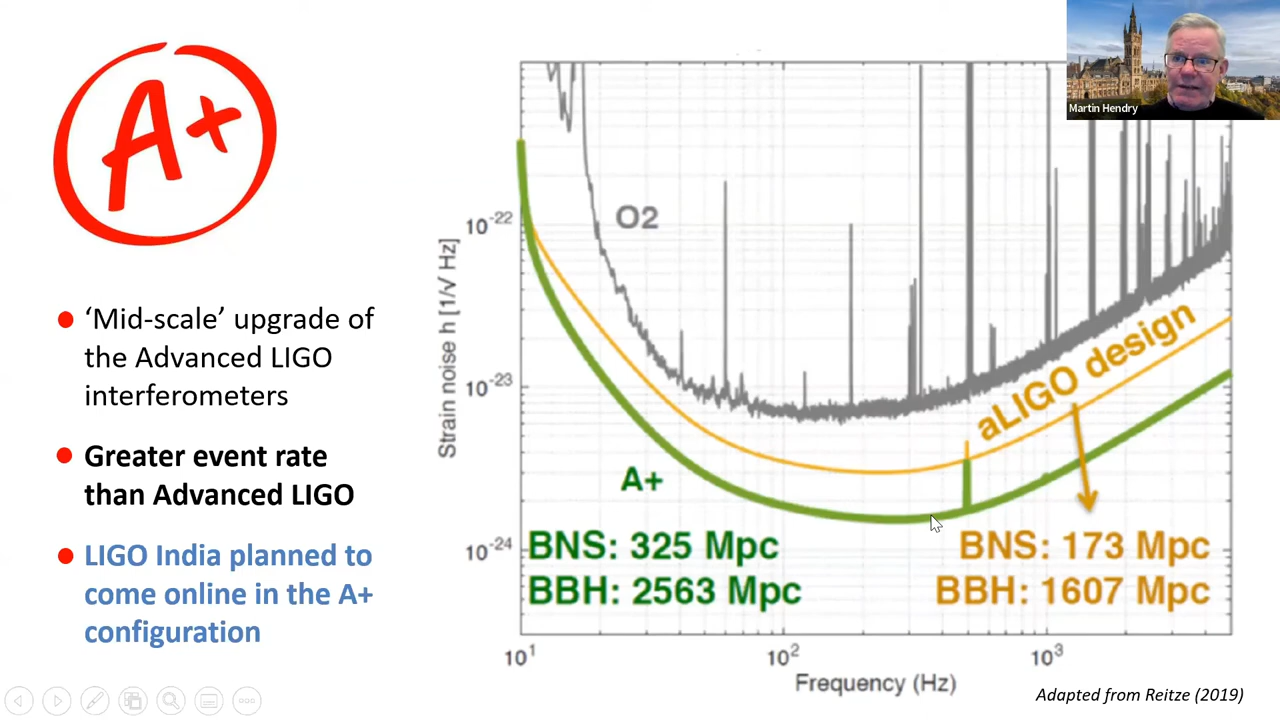 A+
Martin Hendry
‘Mid-scale’ upgrade of
the Advanced LIGO
interferometers
Greater event rate
than Advanced LIGO
LIGO India planned to
come online in the A+
configuration
Strain noise h [1/√ Hz]
10-22
10-23
10-24
O2
aLIGO design
A+
BNS: 325 Mpc
BBH: 2563 Mpc
BNS: 173 Mpc
BBH: 1607 Mpc
10¹
10²
10³
Frequency (Hz)
Adapted from Reitze (2019)